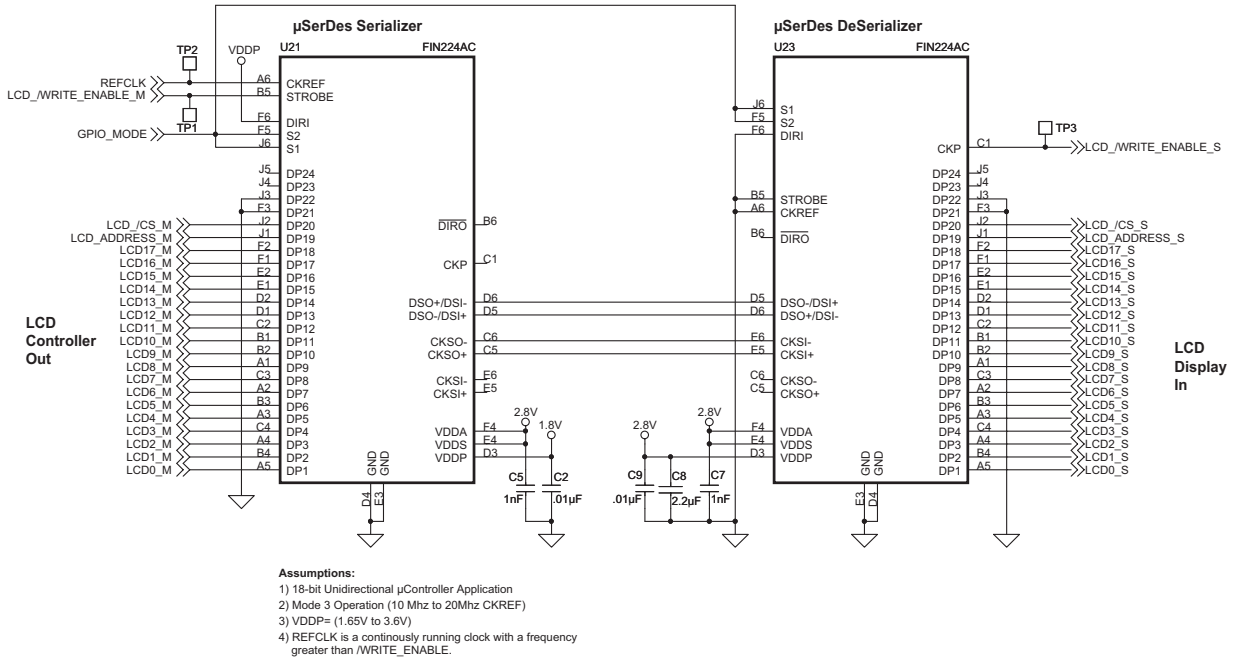 µSerDes Serializer
U21 FIN224AC
TP2
VDDP
REFCLK
LCD_/WRITE_ENABLE_M
TP1
GPIO_MODE
A6 CKREF
B5 STROBE
F6 DIRI
F5 S2
J6 S1
J5 DP24
J4 DP23
J3 DP22
F3 DP21
LCD_/CS_M J2 DP20
LCD_ADDRESS_M J1 DP19
LCD17_M F2 DP18
LCD16_M F1 DP17
LCD15_M E2 DP16
LCD14_M E1 DP15
LCD13_M D2 DP14
LCD12_M D1 DP13
LCD11_M C2 DP12
LCD10_M B1 DP11
LCD9_M B2 DP10
LCD8_M A1 DP9
LCD7_M C3 DP8
LCD6_M A2 DP7
LCD5_M B3 DP6
LCD4_M A3 DP5
LCD3_M C4 DP4
LCD2_M A4 DP3
LCD1_M B4 DP2
LCD0_M A5 DP1
LCD
Controller
Out
DIRO B6
CKP C1
DSO+/DSI- D6
DSO-/DSI+ D5
CKSO- C6
CKSO+ C5
CKSI- E6
CKSI+ E5
VDDA F4
VDDS E4
VDDP D3
GND
GND
D4
E3
2.8V
1.8V
C5
1nF
C2
.01µF
µSerDes DeSerializer
U23 FIN224AC
J6 S1
F5 S2
F6 DIRI
B5 STROBE
A6 CKREF
B6 DIRO
D5 DSO-/DSI+
D6 DSO+/DSI-
E6 CKSI-
E5 CKSI+
C6 CKSO-
C5 CKSO+
F4 VDDA
E4 VDDS
D3 VDDP
2.8V
2.8V
C9
.01µF
C8
2.2µF
C7
1nF
GND
GND
E3
D4
TP3
CKP C1 LCD_/WRITE_ENABLE_S
DP24 J5
DP23 J4
DP22 J3
DP21 F3
DP20 J2 LCD_/CS_S
DP19 J1 LCD_ADDRESS_S
DP18 F2 LCD17_S
DP17 F1 LCD16_S
DP16 E2 LCD15_S
DP15 E1 LCD14_S
DP14 D2 LCD13_S
DP13 D1 LCD12_S
DP12 C2 LCD11_S
DP11 B1 LCD10_S
DP10 B2 LCD9_S
DP9 A1 LCD8_S
DP8 C3 LCD7_S
DP7 A2 LCD6_S
DP6 B3 LCD5_S
DP5 A3 LCD4_S
DP4 C4 LCD3_S
DP3 A4 LCD2_S
DP2 B4 LCD1_S
DP1 A5 LCD0_S
LCD
Display
In
Assumptions:
1) 18-bit Unidirectional µController Application
2) Mode 3 Operation (10 Mhz to 20Mhz CKREF)
3) VDDP= (1.65V to 3.6V)
4) REFCLK is a continously running clock with a frequency
greater than /WRITE_ENABLE.